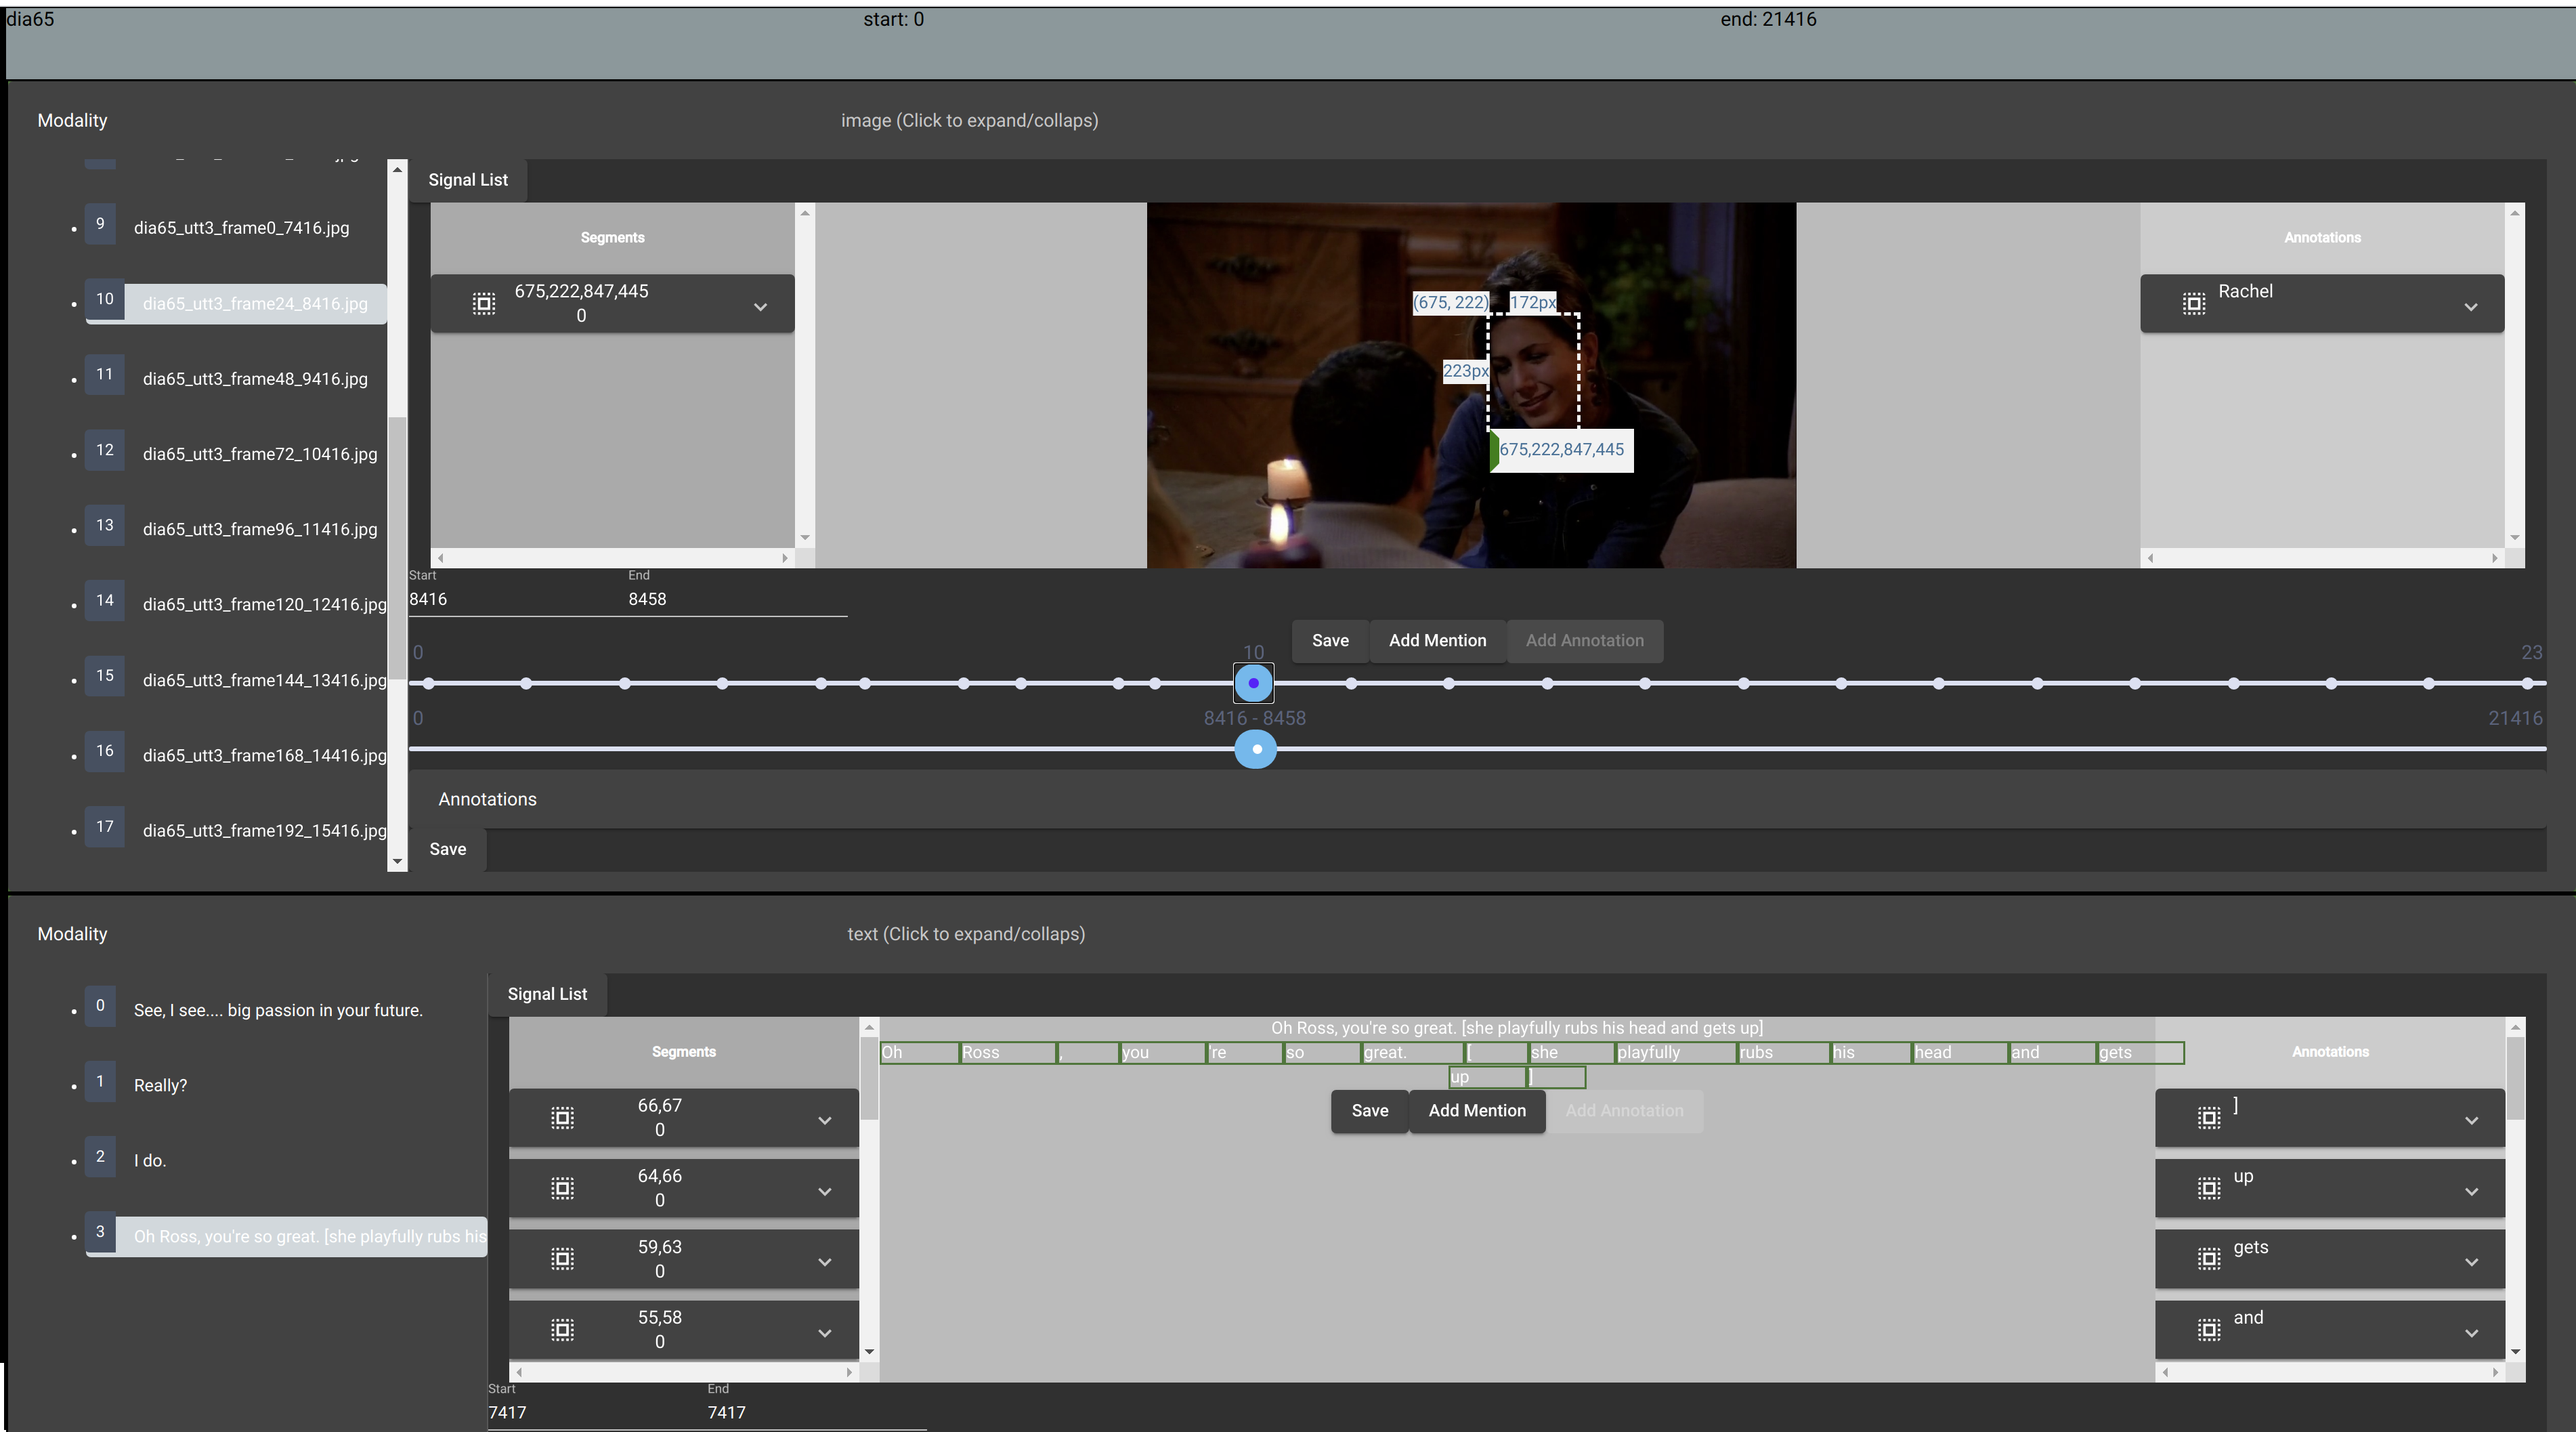 dia65
start: 0
end: 21416
Modality
image (Click to expand/collaps)
9
dia65_utt3_frame0_7416.jpg
10
dia65_utt3_frame24_8416.jpg
11
dia65_utt3_frame48_9416.jpg
12
dia65_utt3_frame72_10416.jpg
13
dia65_utt3_frame96_11416.jpg
14
dia65_utt3_frame120_12416.jpg
15
dia65_utt3_frame144_13416.jpg
16
dia65_utt3_frame168_14416.jpg
17
dia65_utt3_frame192_15416.jpg
Signal List
Segments
675,222,847,445
0
(675, 222)
172px
223px
675,222,847,445
Annotations
Rachel
Start
8416
End
8458
Save
Add Mention
Add Annotation
0
10
23
0
8416 - 8458
21416
Annotations
Save
Modality
text (Click to expand/collaps)
0
See, I see.... big passion in your future.
1
Really?
2
I do.
3
Oh Ross, you're so great. [she playfully rubs his
Signal List
Segments
66,67
0
64,66
0
59,63
0
55,58
0
Oh Ross, you're so great. [she playfully rubs his head and gets up]
Oh Ross , you 're so great. [ she playfully rubs his head and gets
up ]
Save
Add Mention
Add Annotation
Annotations
]
up
gets
and
Start
7417
End
7417